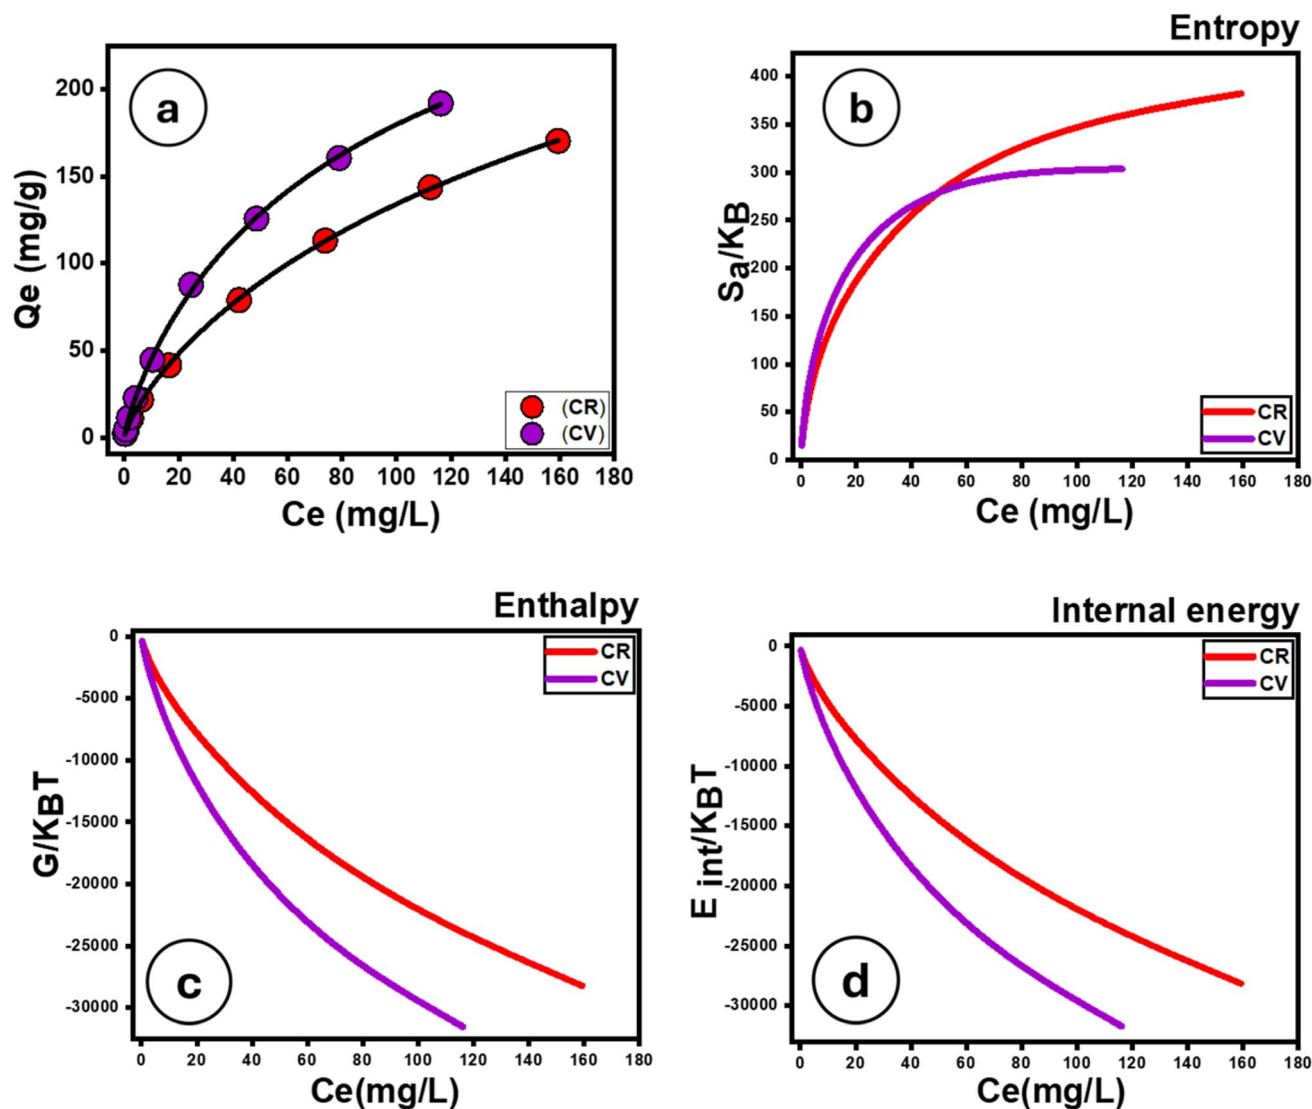 a
Qe (mg/g)
200
150
100
50
0
(CR)
(CV)
0 20 40 60 80 100 120 140 160 180
Ce (mg/L)
Entropy
b
Sa/KB
400
350
300
250
200
150
100
50
0
CR
CV
0 20 40 60 80 100 120 140 160 180
Ce (mg/L)
Enthalpy
G/KBT
0
-5000
-10000
-15000
-20000
-25000
-30000
CR
CV
c
0 20 40 60 80 100 120 140 160 180
Ce(mg/L)
Internal energy
E int/KBT
0
-5000
-10000
-15000
-20000
-25000
-30000
CR
CV
d
0 20 40 60 80 100 120 140 160 180
Ce(mg/L)